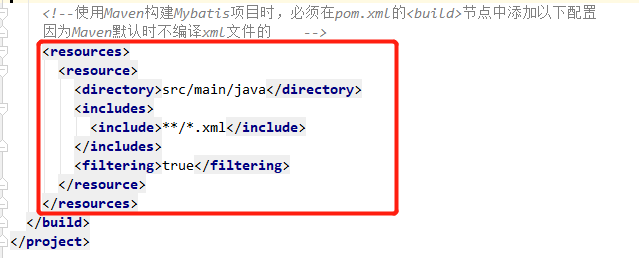 <!--使用Maven构建Mybatis项目时，必须在pom.xml的<build>节点中添加以下配置
因为Maven默认时不编译xml文件的    -->
<resources>
<resource>
<directory>src/main/java</directory>
<includes>
<include>**/*.xml</include>
</includes>
<filtering>true</filtering>
</resource>
</resources>
</build>
</project>